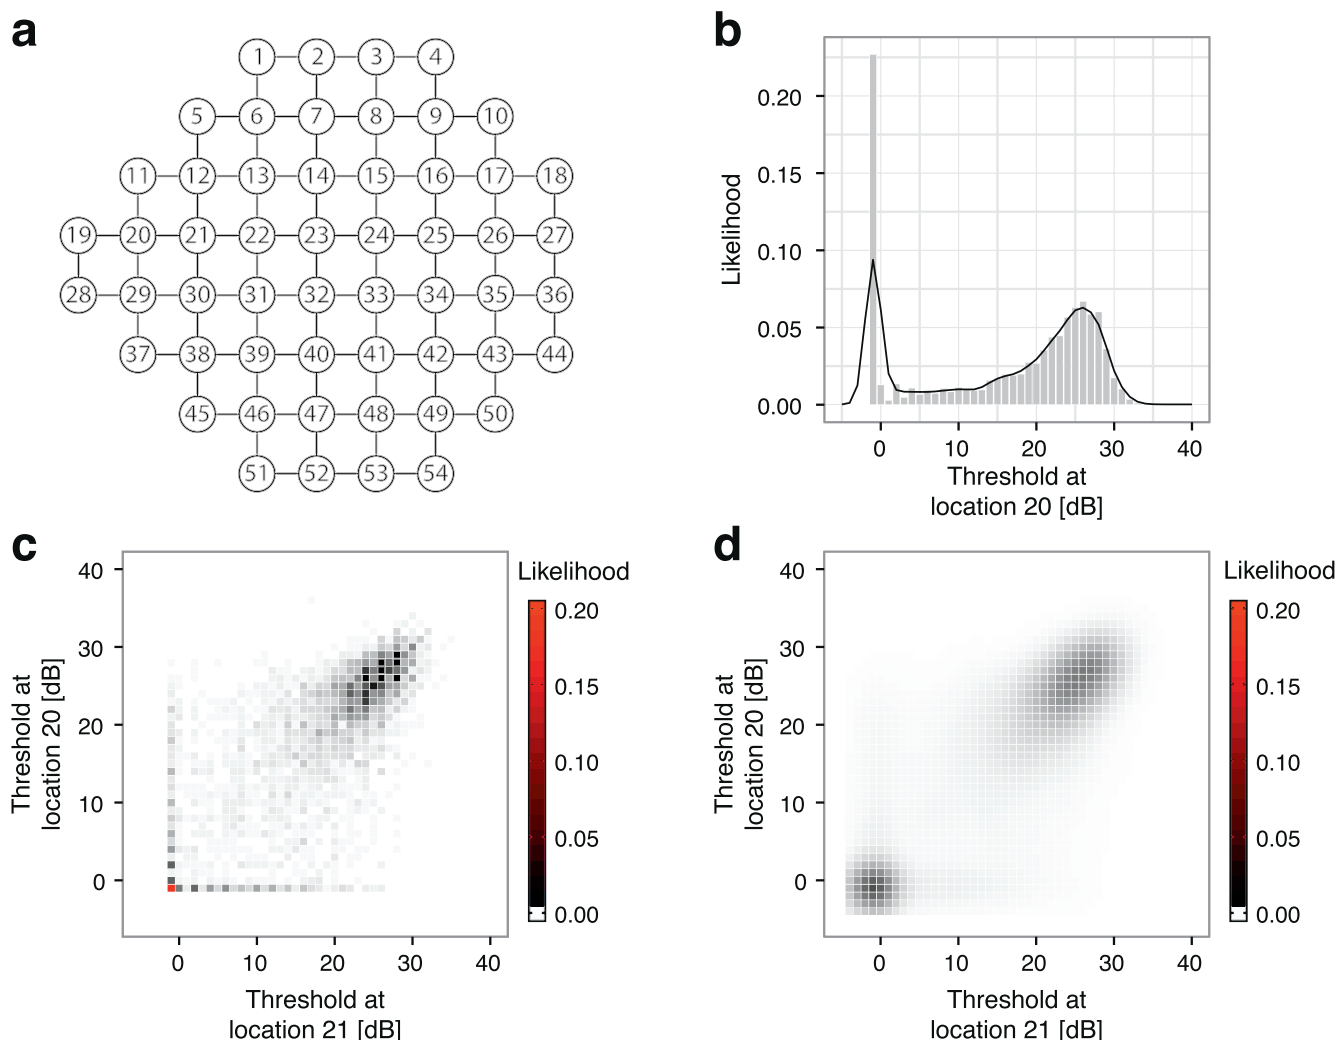 a
1 2 3 4
5 6 7 8 9 10
11 12 13 14 15 16 17 18
19 20 21 22 23 24 25 26 27
28 29 30 31 32 33 34 35 36
37 38 39 40 41 42 43 44
45 46 47 48 49 50
51 52 53 54
b
Likelihood
0.20
0.15
0.10
0.05
0.00
0 10 20 30 40
Threshold at
location 20 [dB]
c
Threshold at
location 20 [dB]
40
30
20
10
0
0 10 20 30 40
Threshold at
location 21 [dB]
Likelihood
0.20
0.15
0.10
0.05
0.00
d
Threshold at
location 20 [dB]
40
30
20
10
0
0 10 20 30 40
Threshold at
location 21 [dB]
Likelihood
0.20
0.15
0.10
0.05
0.00